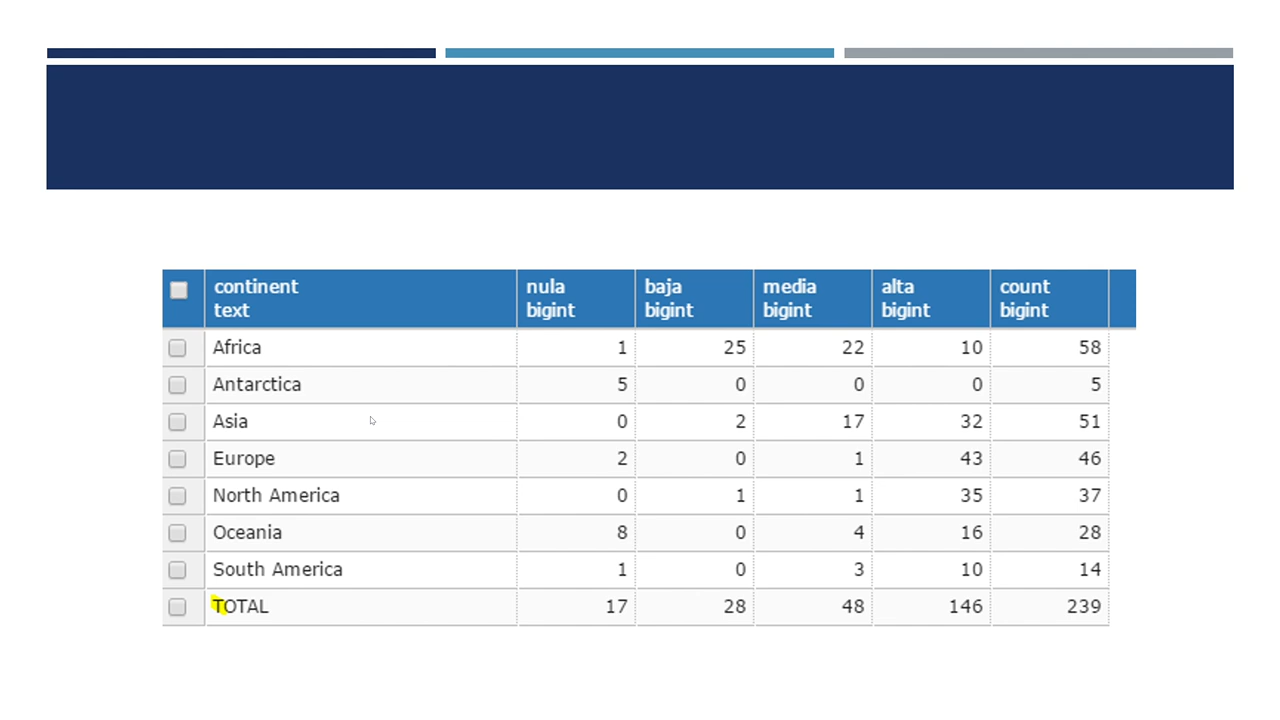 continent nula baja media alta count
text bigint bigint bigint bigint bigint
Africa 1 25 22 10 58
Antarctica 5 0 0 0 5
Asia 0 2 17 32 51
Europe 2 0 1 43 46
North America 0 1 1 35 37
Oceania 8 0 4 16 28
South America 1 0 3 10 14
TOTAL 17 28 48 146 239